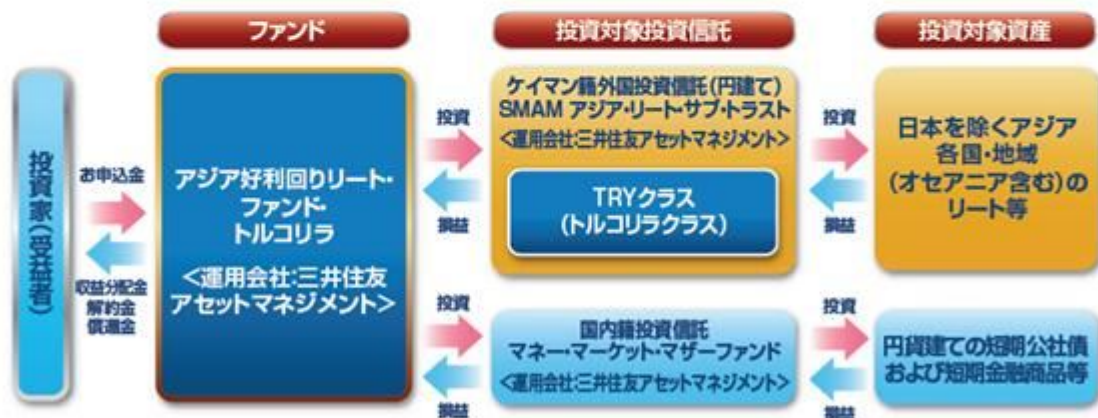 ファンド
投資対象投資信託
投資対象資産
投資家(受益者)
お申込金
収益分配金
解約金
償還金
アジア好利回りリート・
ファンド・
トルコリラ
<運用会社:三井住友
アセットマネジメント>
投資
損益
ケイマン籍外国投資信託(円建て)
SMAM アジア・リート・サブ・トラスト
<運用会社:三井住友アセットマネジメント>
TRYクラス
(トルコリラクラス)
投資
損益
日本を除くアジア
各国・地域
(オセアニア含む)の
リート等
投資
損益
国内籍投資信託
マネー・マーケット・マザーファンド
<運用会社:三井住友アセットマネジメント>
投資
損益
円貨建ての短期公社債
および短期金融商品等